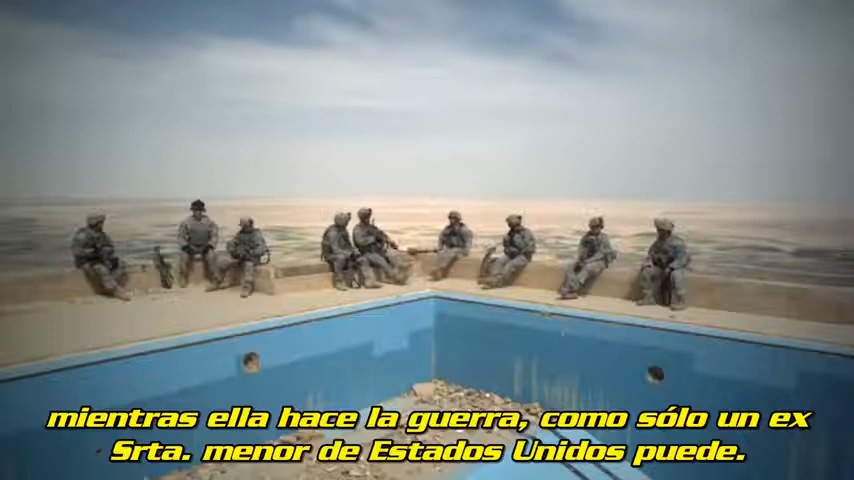 mientras ella hace la guerra, como sólo un ex
Srta. menor de Estados Unidos puede.